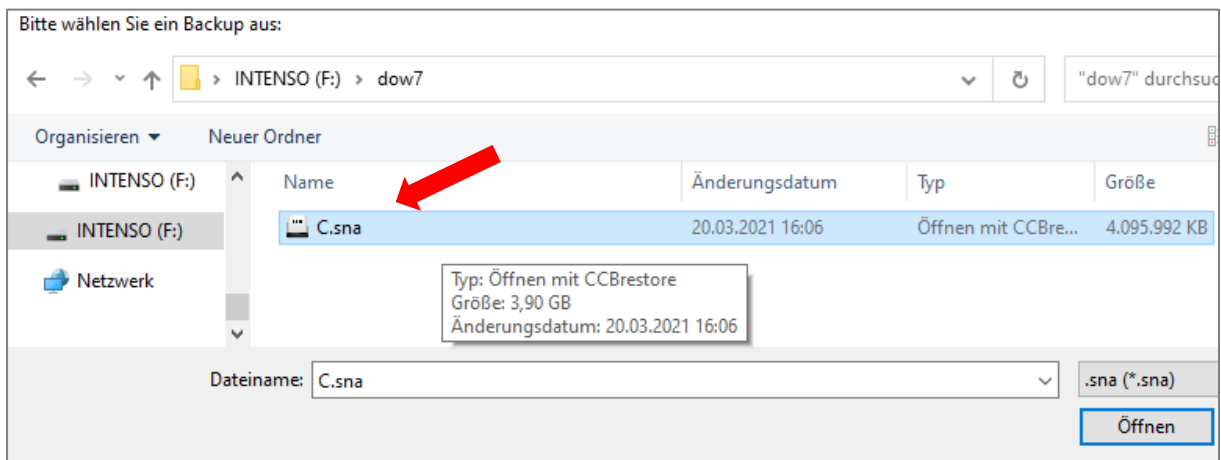 Bitte wählen Sie ein Backup aus:
INTENSO (F:) > dow7
"dow7" durchsuc
Organisieren
Neuer Ordner
INTENSO (F:)
INTENSO (F:)
Netzwerk
Name Änderungsdatum Typ Größe
C.sna 20.03.2021 16:06 Öffnen mit CCBre... 4.095.992 KB
Typ: Öffnen mit CCBrestore
Größe: 3,90 GB
Änderungsdatum: 20.03.2021 16:06
Dateiname: C.sna
.sna (*.sna)
Öffnen